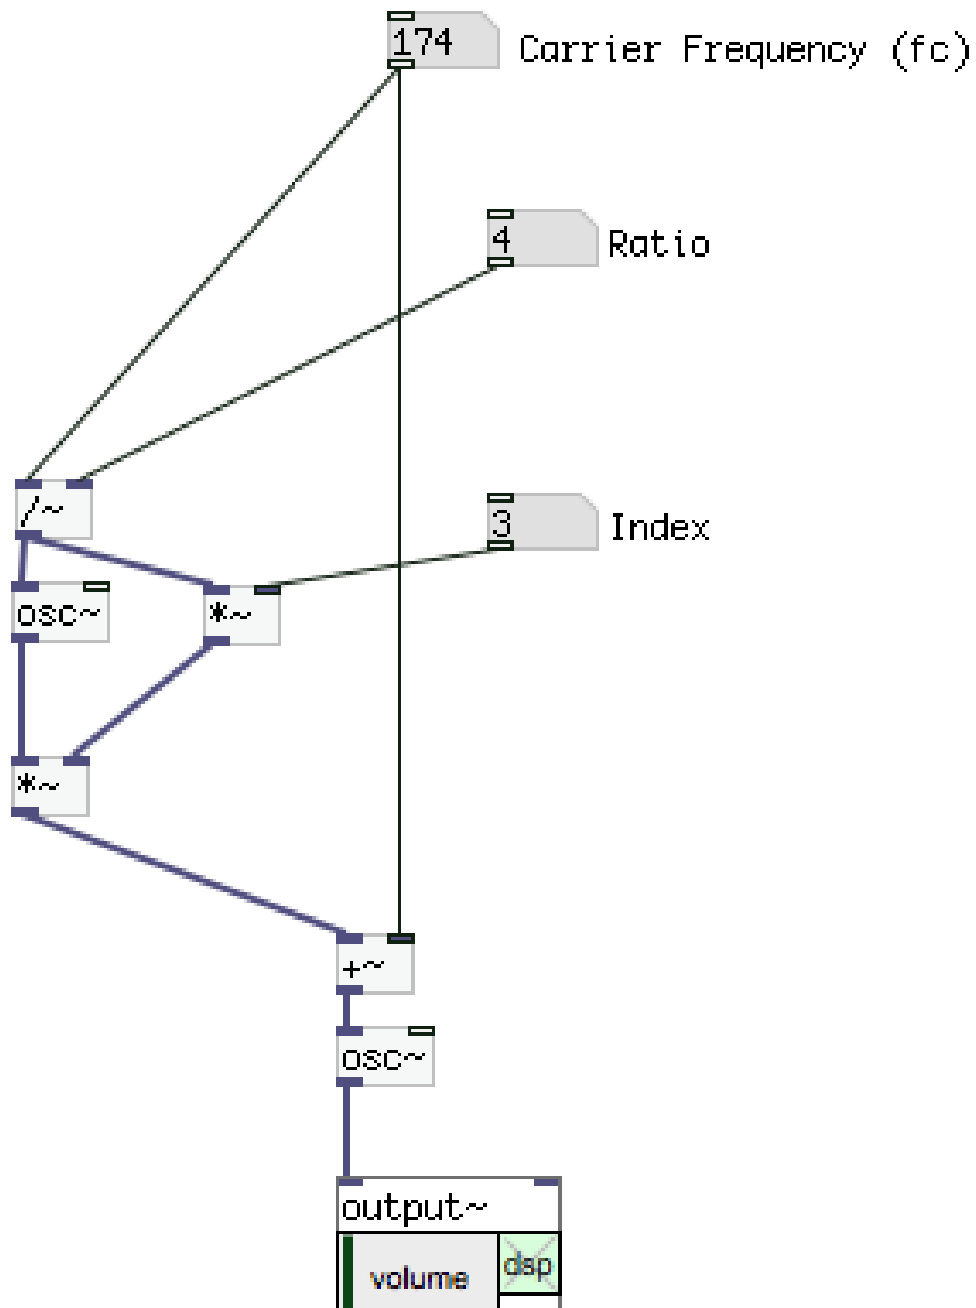 174 Carrier Frequency (fc)
4 Ratio
/~
3 Index
osc~
*~
*~
+~
osc~
output~
volume dsp